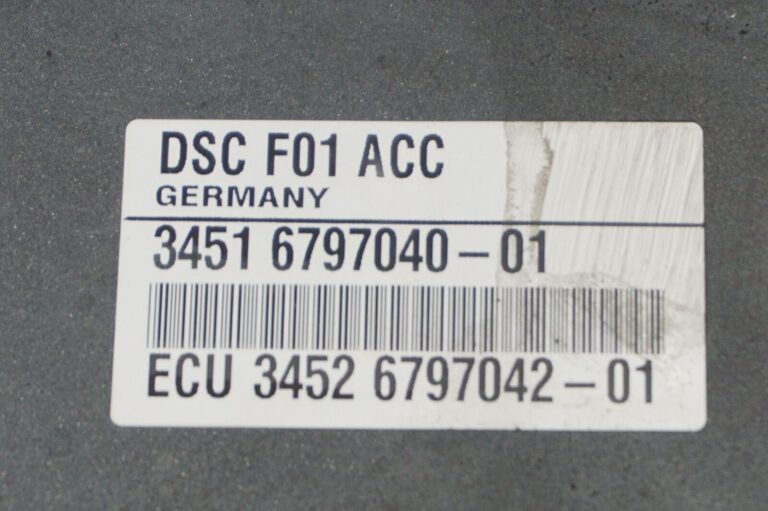 DSC F01 ACC
GERMANY
3451 6797040-01
ECU 3452 6797042-01